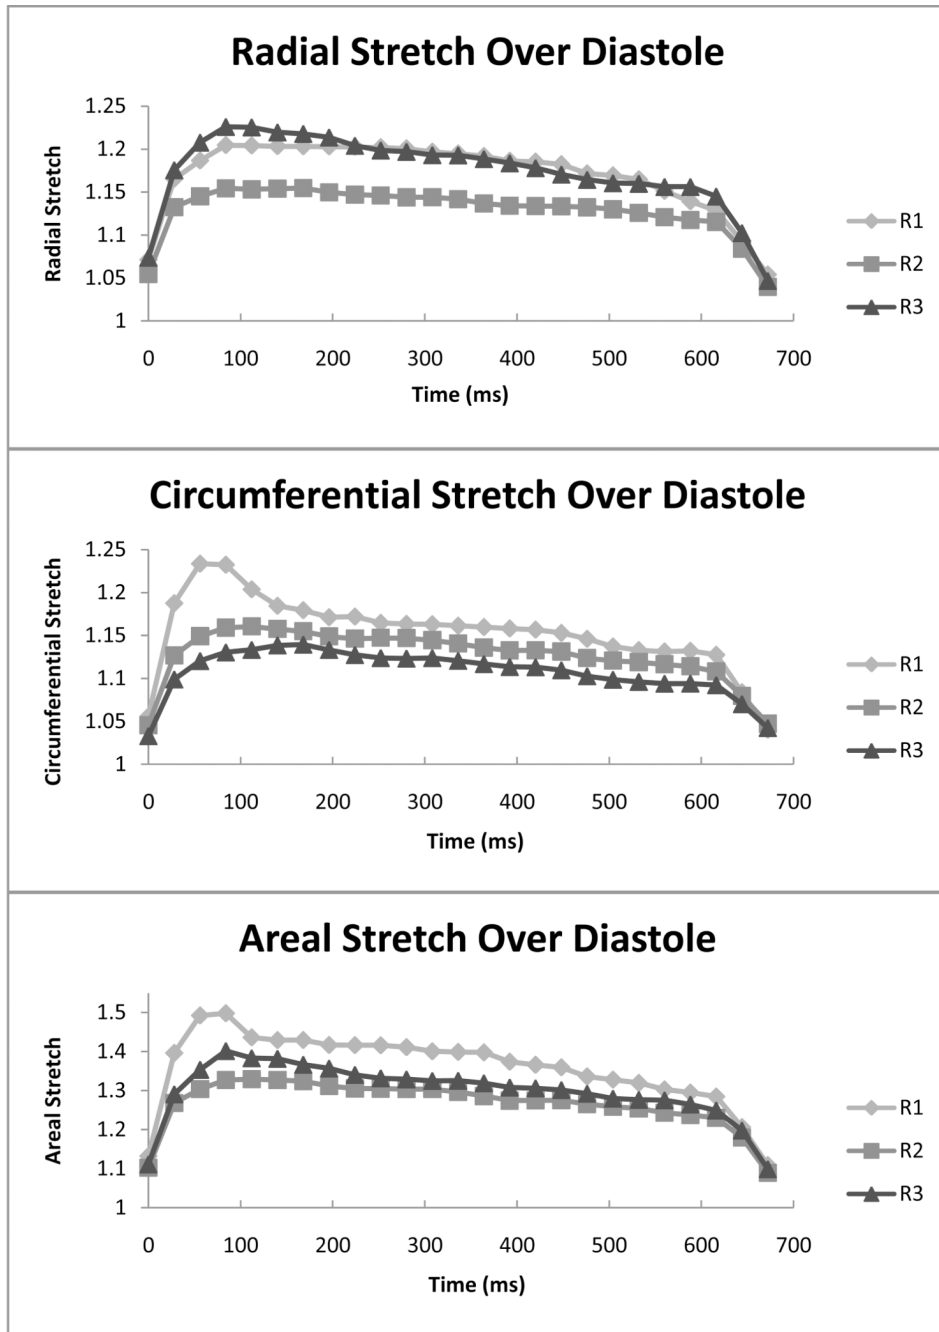 Radial Stretch Over Diastole
Radial Stretch
1.25
1.2
1.15
1.1
1.05
1
0 100 200 300 400 500 600 700
Time (ms)
R1
R2
R3
Circumferential Stretch Over Diastole
Circumferential Stretch
1.25
1.2
1.15
1.1
1.05
1
0 100 200 300 400 500 600 700
Time (ms)
R1
R2
R3
Areal Stretch Over Diastole
Areal Stretch
1.5
1.4
1.3
1.2
1.1
1
0 100 200 300 400 500 600 700
Time (ms)
R1
R2
R3